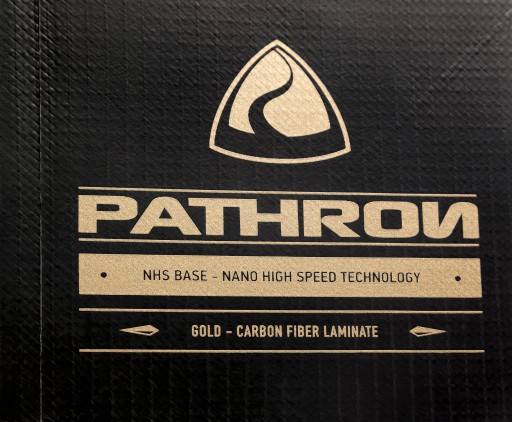 PATHRON
NHS BASE - NANO HIGH SPEED TECHNOLOGY
GOLD - CARBON FIBER LAMINATE